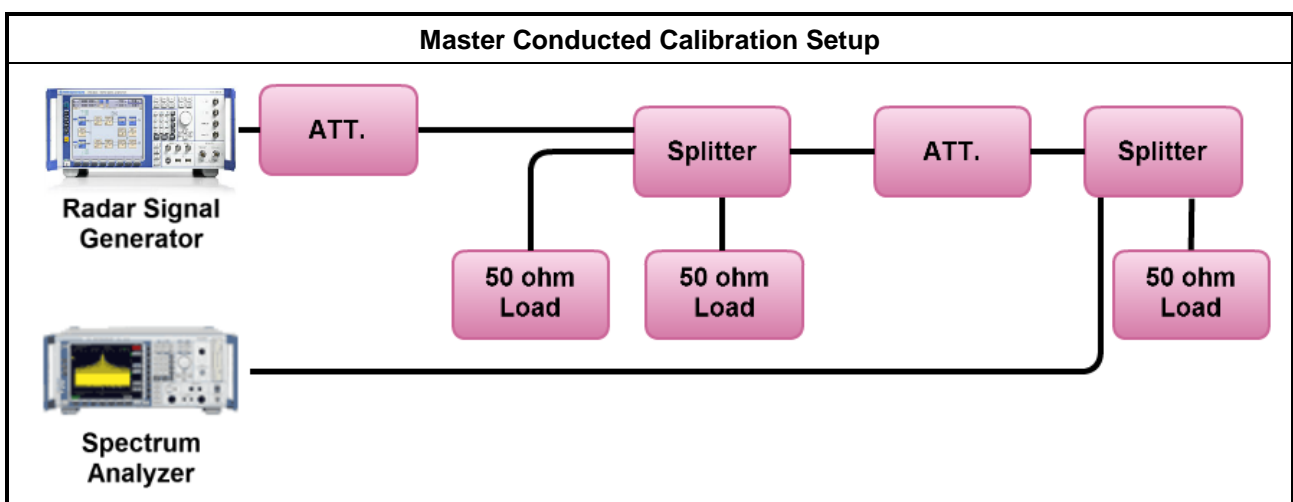 Master Conducted Calibration Setup
ATT.
Splitter
ATT.
Splitter
Radar Signal
Generator
50 ohm
Load
50 ohm
Load
50 ohm
Load
Spectrum
Analyzer